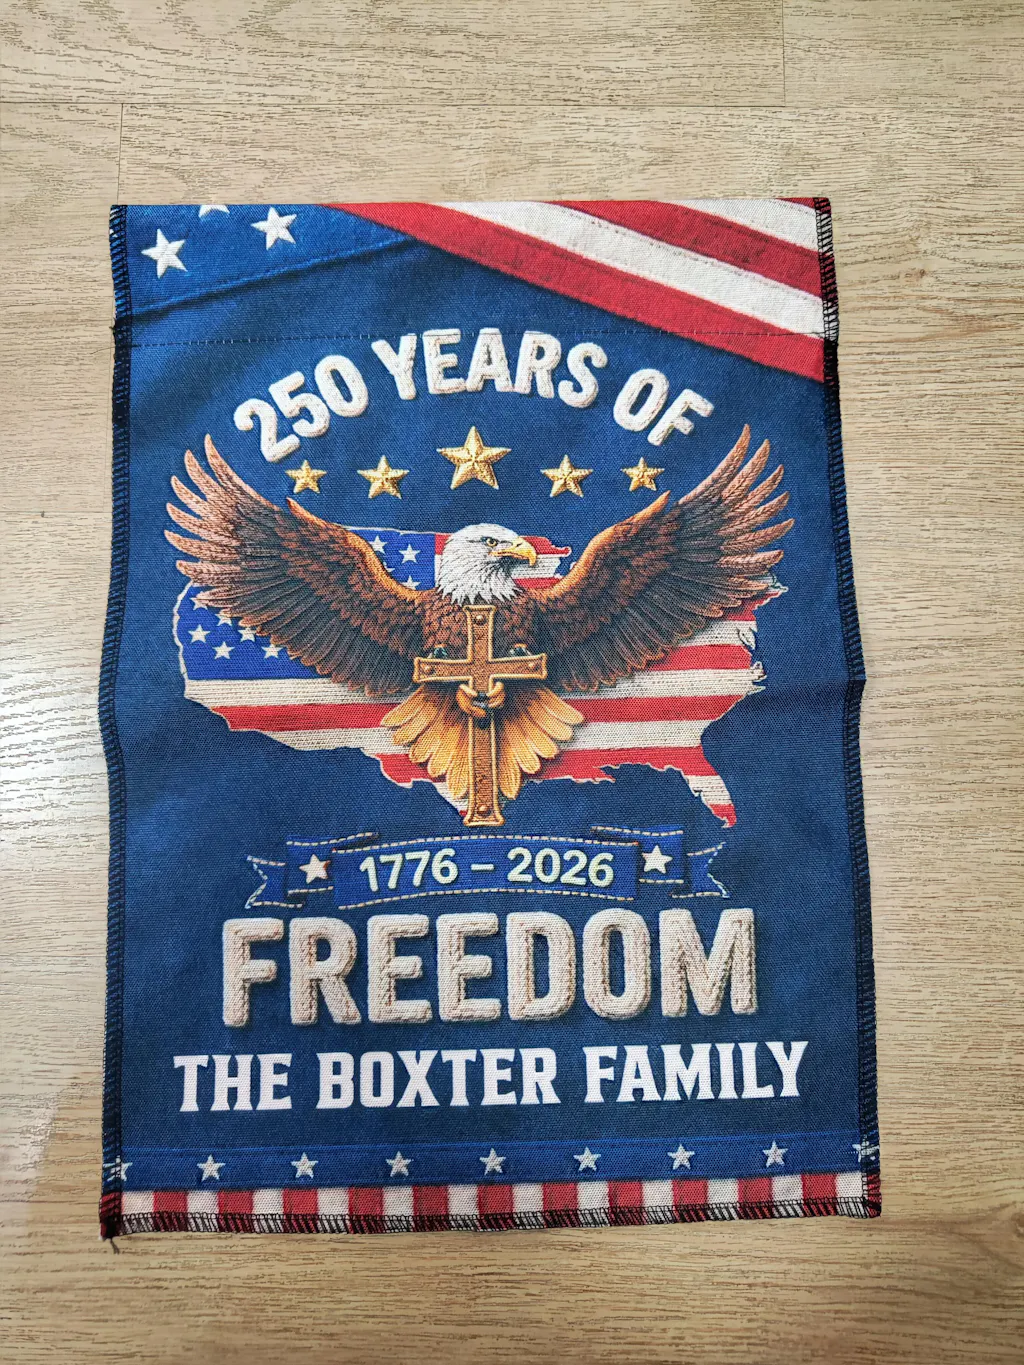 250 YEARS OF
1776 – 2026
FREEDOM
THE BOXTER FAMILY